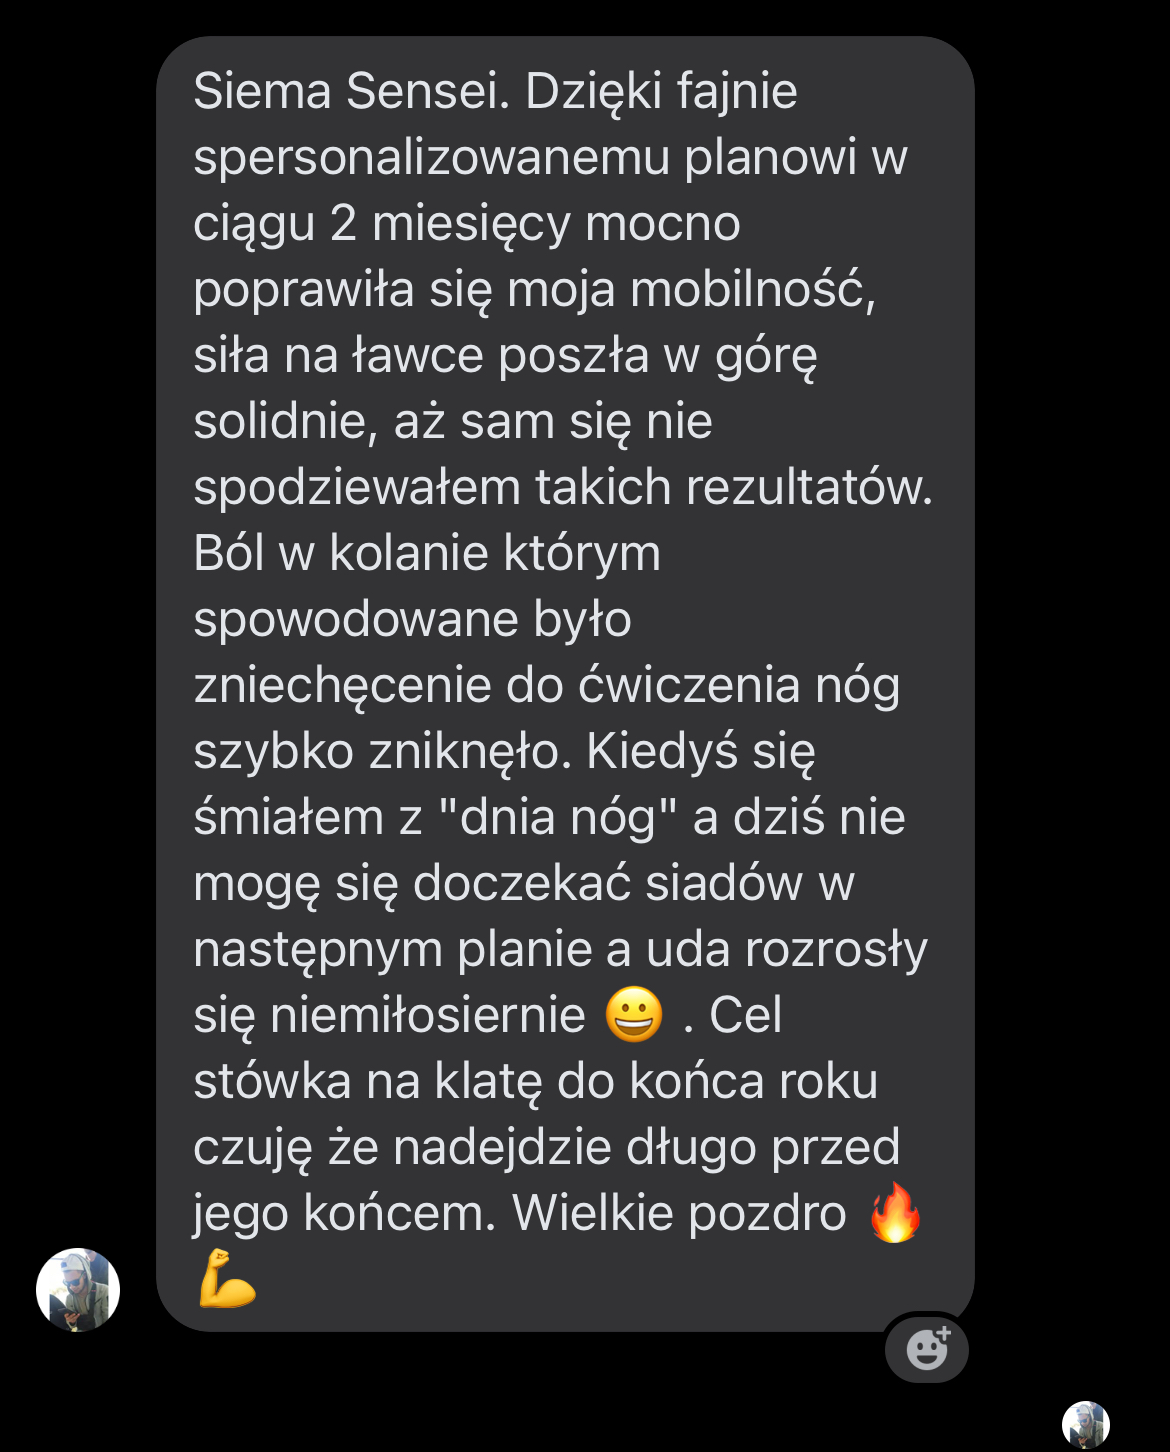 Siema Sensei. Dzięki fajnie
spersonalizowanemu planowi w
ciągu 2 miesięcy mocno
poprawiła się moja mobilność,
siła na ławce poszła w górę
solidnie, aż sam się nie
spodziewałem takich rezultatów.
Ból w kolanie którym
spowodowane było
zniechęcenie do ćwiczenia nóg
szybko zniknęło. Kiedyś się
śmiałem z "dnia nóg" a dziś nie
mogę się doczekać siadów w
następnym planie a uda rozrosły
się niemiłosiernie 😀 . Cel
stówka na klatę do końca roku
czuję że nadejdzie długo przed
jego końcem. Wielkie pozdro 🔥
💪